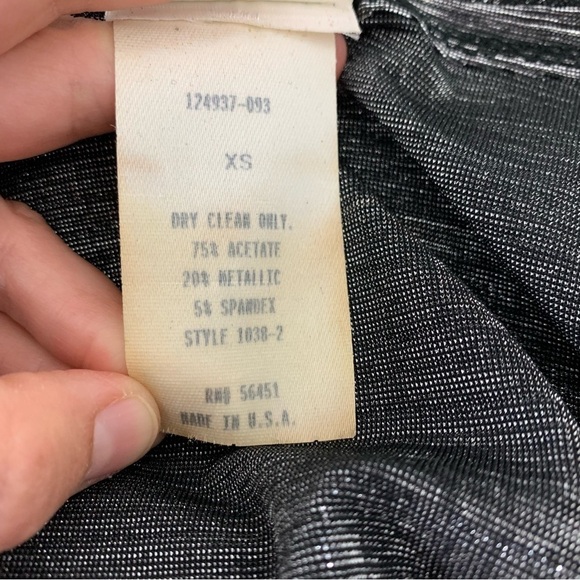 124937-093
XS
DRY CLEAN ONLY.
75% ACETATE
20% METALLIC
5% SPANDEX
STYLE 1038-2
RN# 56451
MADE IN U.S.A.